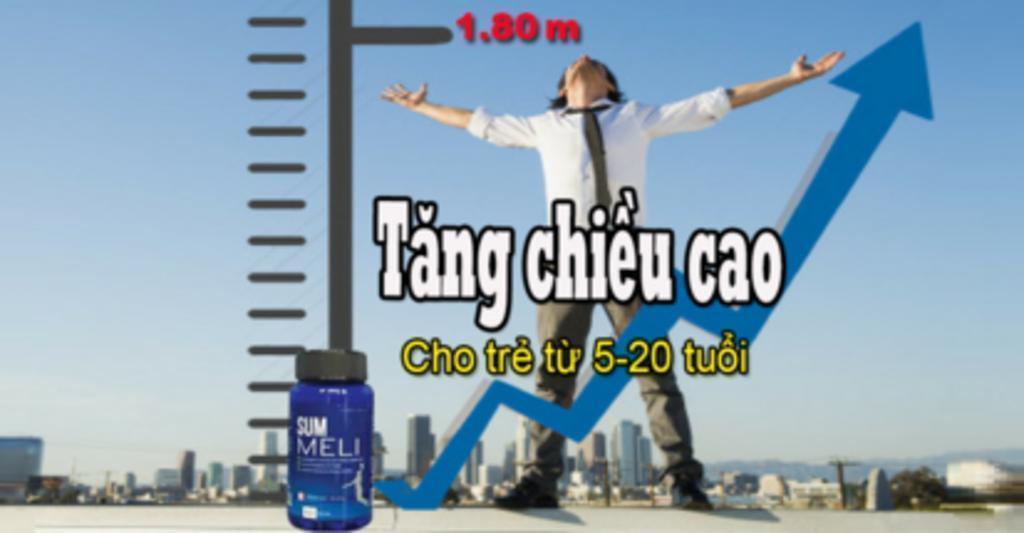 1.80 m
Tăng chiều cao
Cho trẻ từ 5-20 tuổi
SUM
MELI